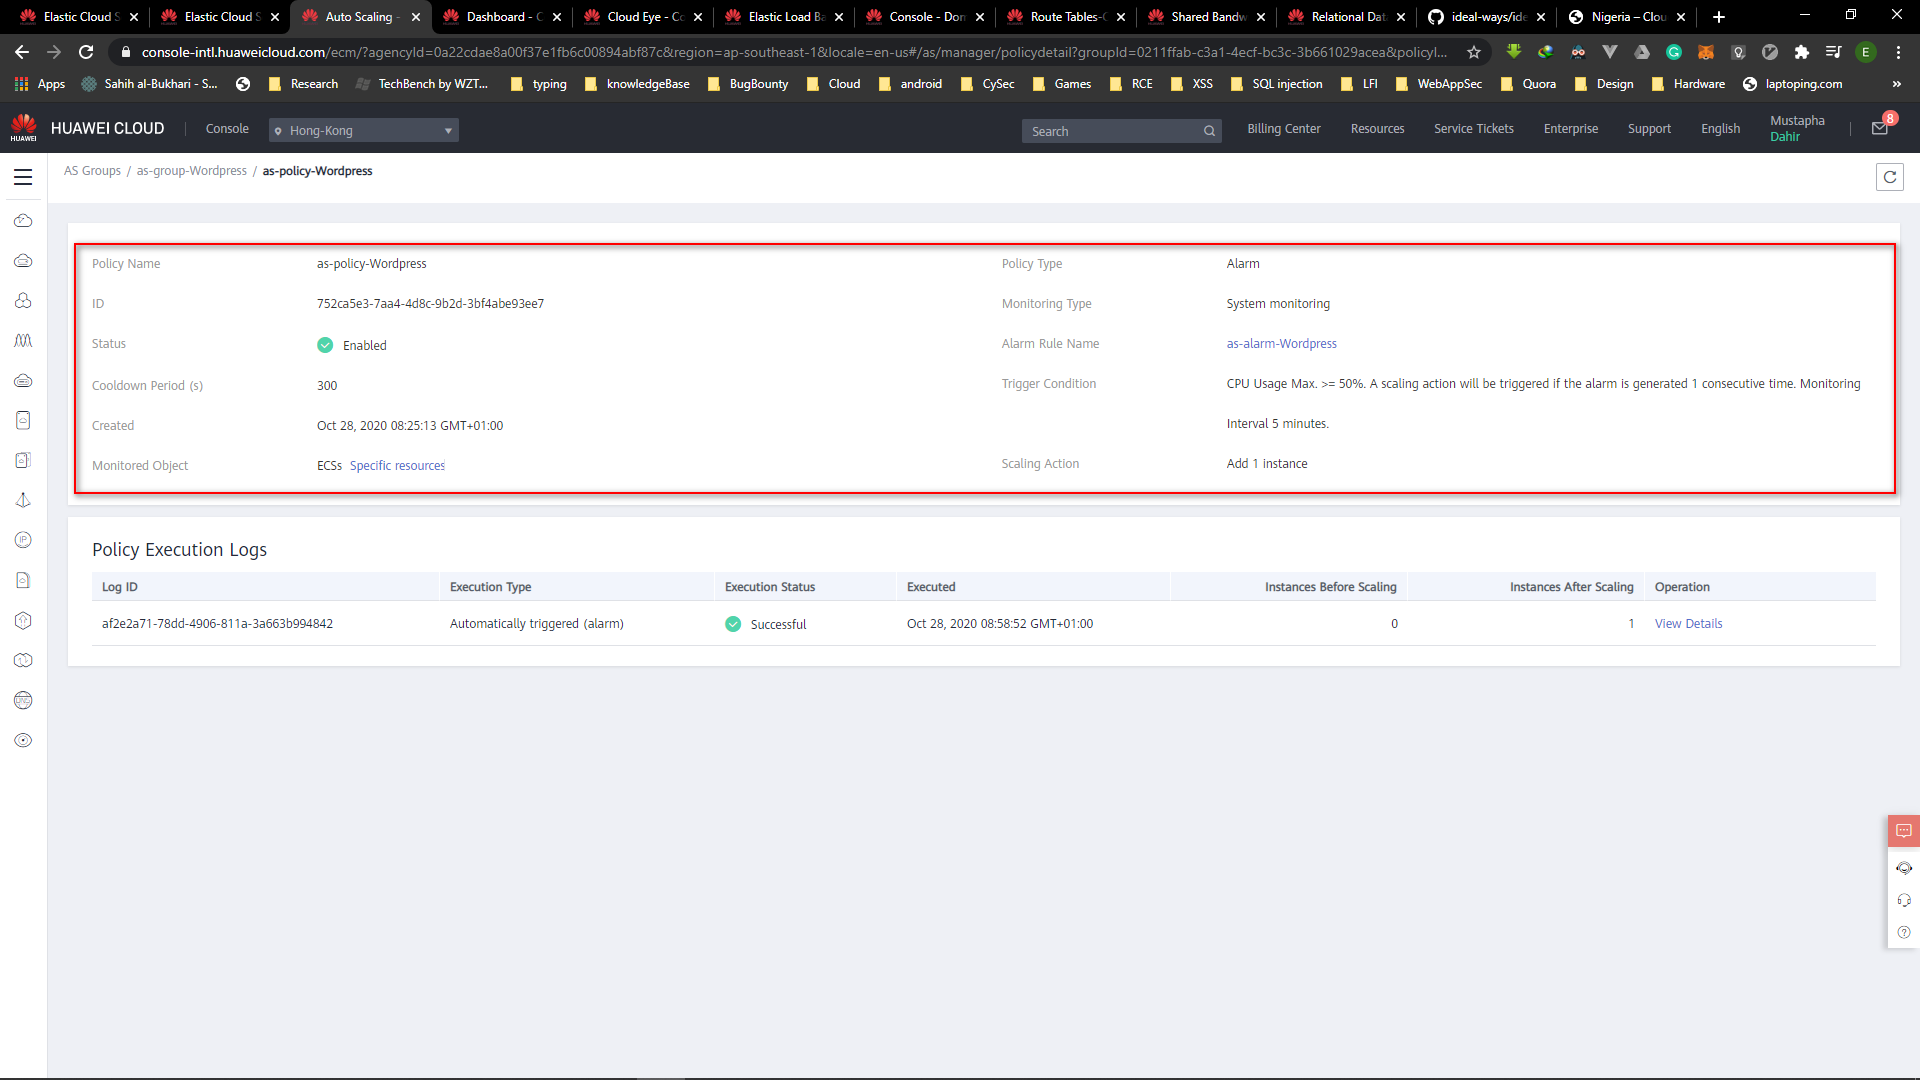 Elastic Cloud S
Elastic Cloud S
Auto Scaling -
Dashboard - C
Cloud Eye - Co
Elastic Load Ba
Console - Dom
Route Tables-C
Shared Bandw
Relational Data
ideal-ways/ide
Nigeria – Clou
console-intl.huaweicloud.com/ecm/?agencyId=0a22cdae8a00f37e1fb6c00894abf87c&region=ap-southeast-1&locale=en-us#/as/manager/policydetail?groupId=0211ffab-c3a1-4ecf-bc3c-3b661029acea&policyI...
E
Apps
Sahih al-Bukhari - S...
Research
TechBench by WZT...
typing
knowledgeBase
BugBounty
Cloud
android
CySec
Games
RCE
XSS
SQL injection
LFI
WebAppSec
Quora
Design
Hardware
laptoping.com
»
HUAWEI
HUAWEI CLOUD
Console
Hong-Kong
Search
Billing Center
Resources
Service Tickets
Enterprise
Support
English
Mustapha
Dahir
8
AS Groups / as-group-Wordpress / as-policy-Wordpress
Policy Name as-policy-Wordpress Policy Type Alarm
ID 752ca5e3-7aa4-4d8c-9b2d-3bf4abe93ee7 Monitoring Type System monitoring
Status Enabled Alarm Rule Name as-alarm-Wordpress
Cooldown Period (s) 300 Trigger Condition CPU Usage Max. >= 50%. A scaling action will be triggered if the alarm is generated 1 consecutive time. Monitoring
Created Oct 28, 2020 08:25:13 GMT+01:00 Interval 5 minutes.
Monitored Object ECSs Specific resources Scaling Action Add 1 instance
Policy Execution Logs
Log ID Execution Type Execution Status Executed Instances Before Scaling Instances After Scaling Operation
af2e2a71-78dd-4906-811a-3a663b994842 Automatically triggered (alarm) Successful Oct 28, 2020 08:58:52 GMT+01:00 0 1 View Details
IP
DNS